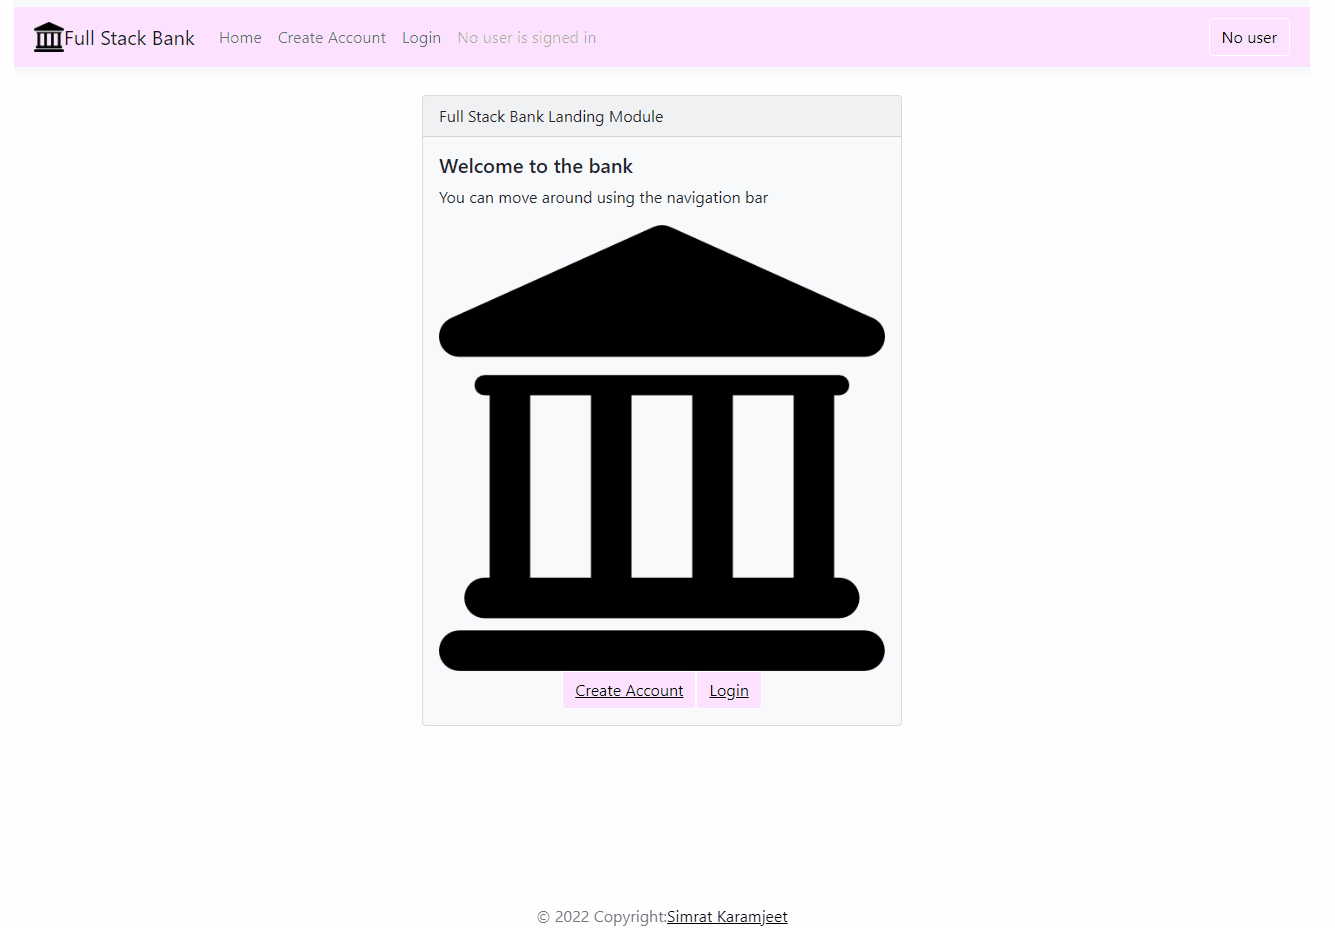 Full Stack Bank Home Create Account Login No user is signed in No user
Full Stack Bank Landing Module
Welcome to the bank
You can move around using the navigation bar
Create Account Login
© 2022 Copyright:Simrat Karamjeet